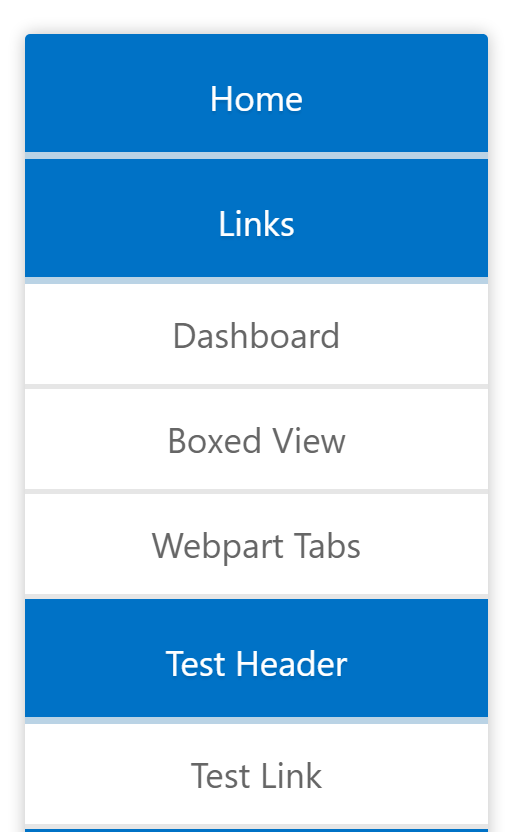 Home
Links
Dashboard
Boxed View
Webpart Tabs
Test Header
Test Link